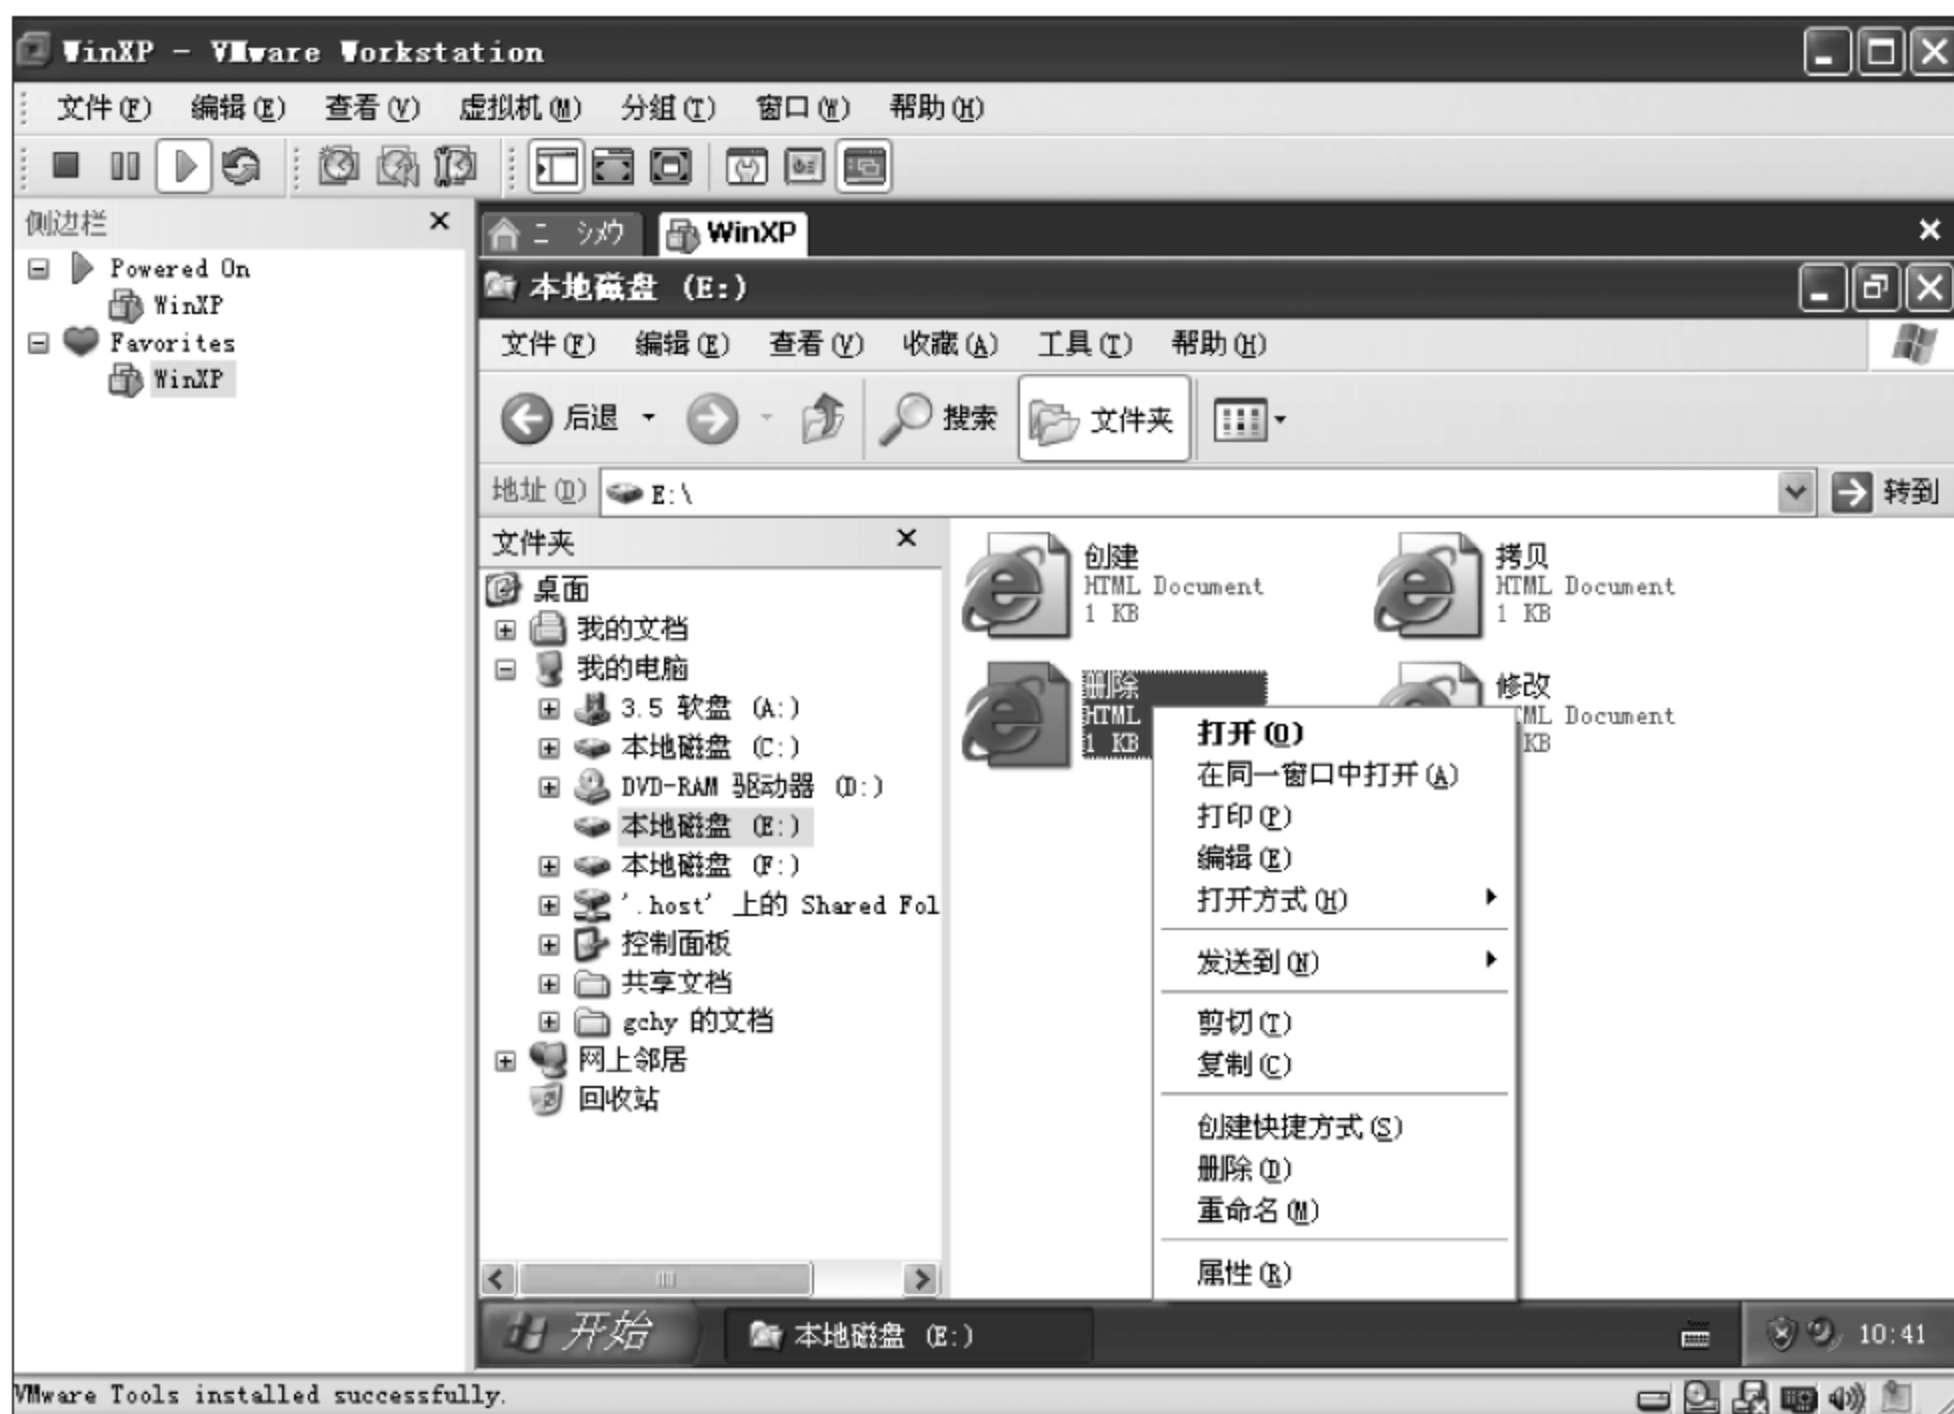 WinXP - VMware Workstation
文件(F) 编辑(E) 查看(V) 虚拟机(M) 分组(T) 窗口(W) 帮助(H)
侧边栏
Powered On
WinXP
Favorites
WinXP
ニ シメウ WinXP
本地磁盘 (E:)
文件(F) 编辑(E) 查看(V) 收藏(A) 工具(T) 帮助(H)
后退 搜索 文件夹
地址(D) E:\ 转到
文件夹
桌面
我的文档
我的电脑
3.5 软盘 (A:)
本地磁盘 (C:)
DVD-RAM 驱动器 (D:)
本地磁盘 (E:)
本地磁盘 (F:)
'.host' 上的 Shared Fol
控制面板
共享文档
gchy 的文档
网上邻居
回收站
创建
HTML Document
1 KB
拷贝
HTML Document
1 KB
删除
HTML
1 KB
修改
ML Document
KB
打开(O)
在同一窗口中打开(A)
打印(P)
编辑(E)
打开方式(H)
发送到(N)
剪切(T)
复制(C)
创建快捷方式(S)
删除(D)
重命名(M)
属性(R)
开始 本地磁盘 (E:) 10:41
VMware Tools installed successfully.